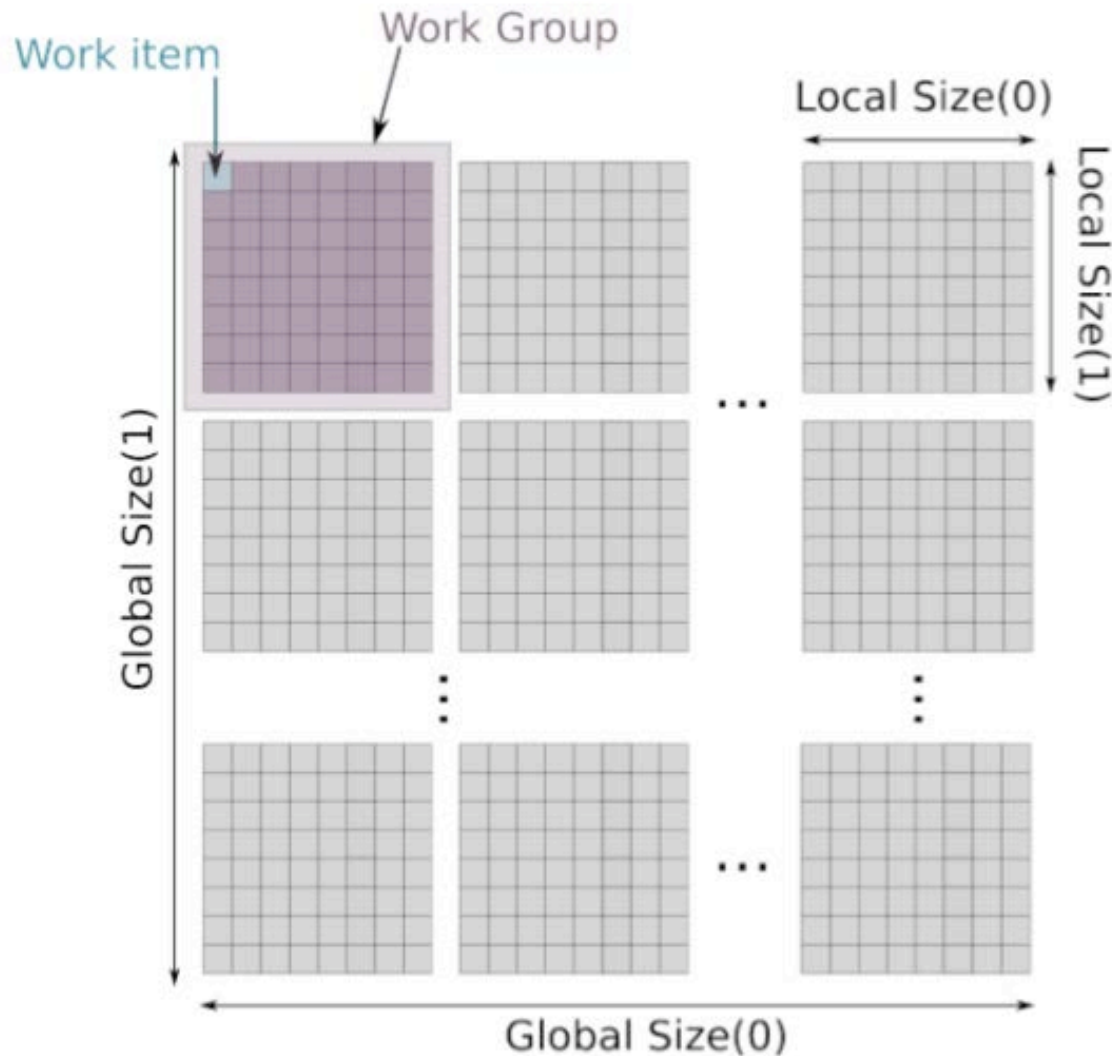 Work Group
Work item
Local Size(0)
Local Size(1)
Global Size(1)
...
...
Global Size(0)